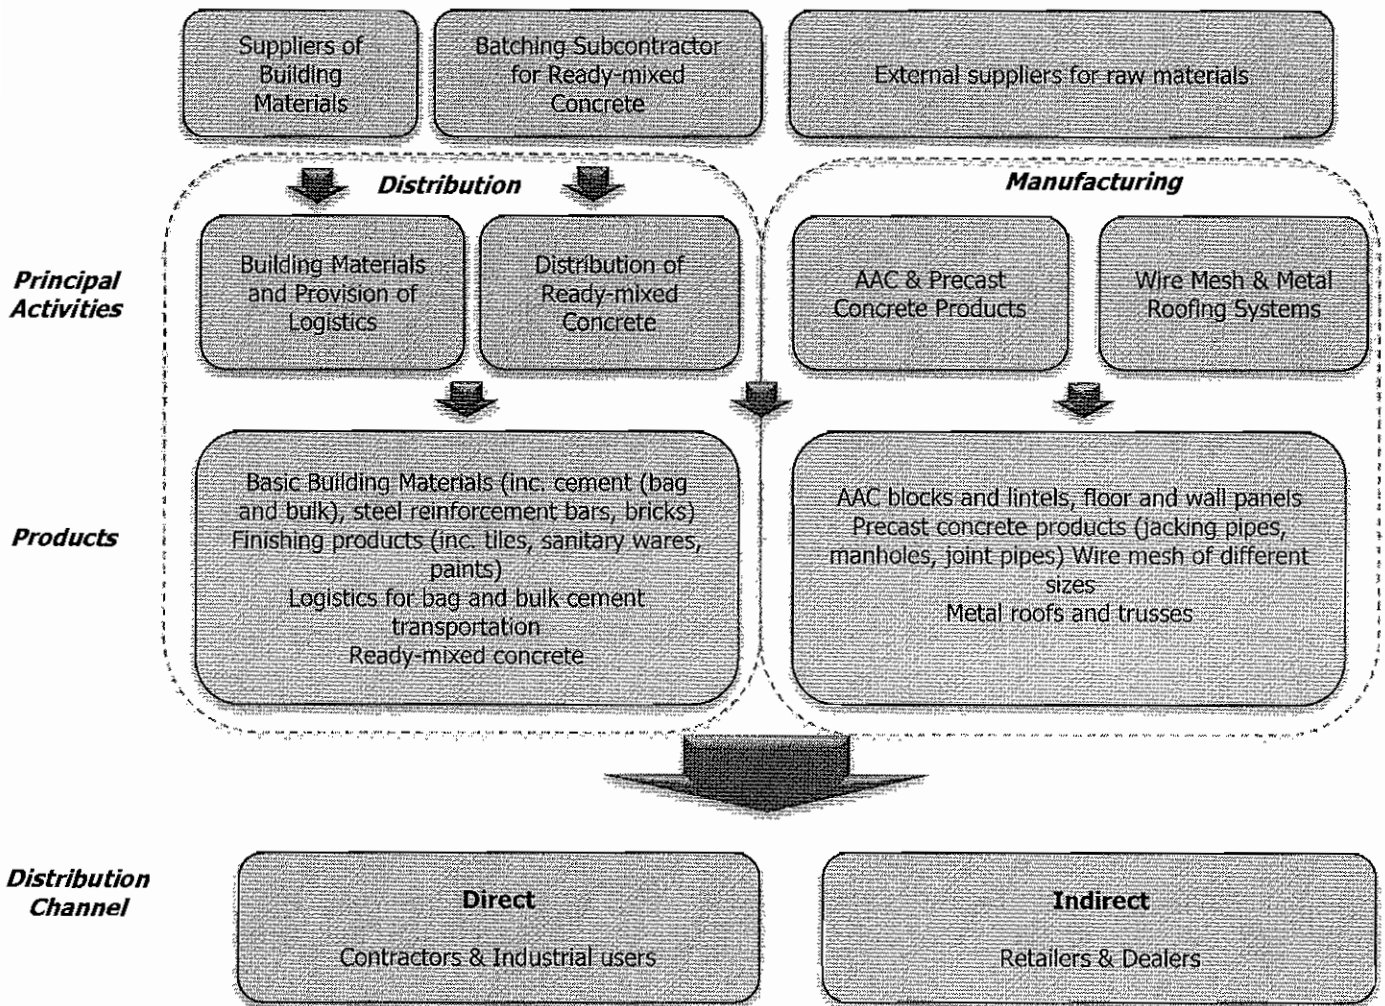 Suppliers of
Building
Materials
Batching Subcontractor
for Ready-mixed
Concrete
External suppliers for raw materials
Distribution
Manufacturing
Principal
Activities
Building Materials
and Provision of
Logistics
Distribution of
Ready-mixed
Concrete
AAC & Precast
Concrete Products
Wire Mesh & Metal
Roofing Systems
Products
Basic Building Materials (inc. cement (bag
and bulk), steel reinforcement bars, bricks)
Finishing products (inc. tiles, sanitary wares,
paints)
Logistics for bag and bulk cement
transportation
Ready-mixed concrete
AAC blocks and lintels, floor and wall panels
Precast concrete products (jacking pipes,
manholes, joint pipes) Wire mesh of different
sizes
Metal roofs and trusses
Distribution
Channel
Direct
Contractors & Industrial users
Indirect
Retailers & Dealers